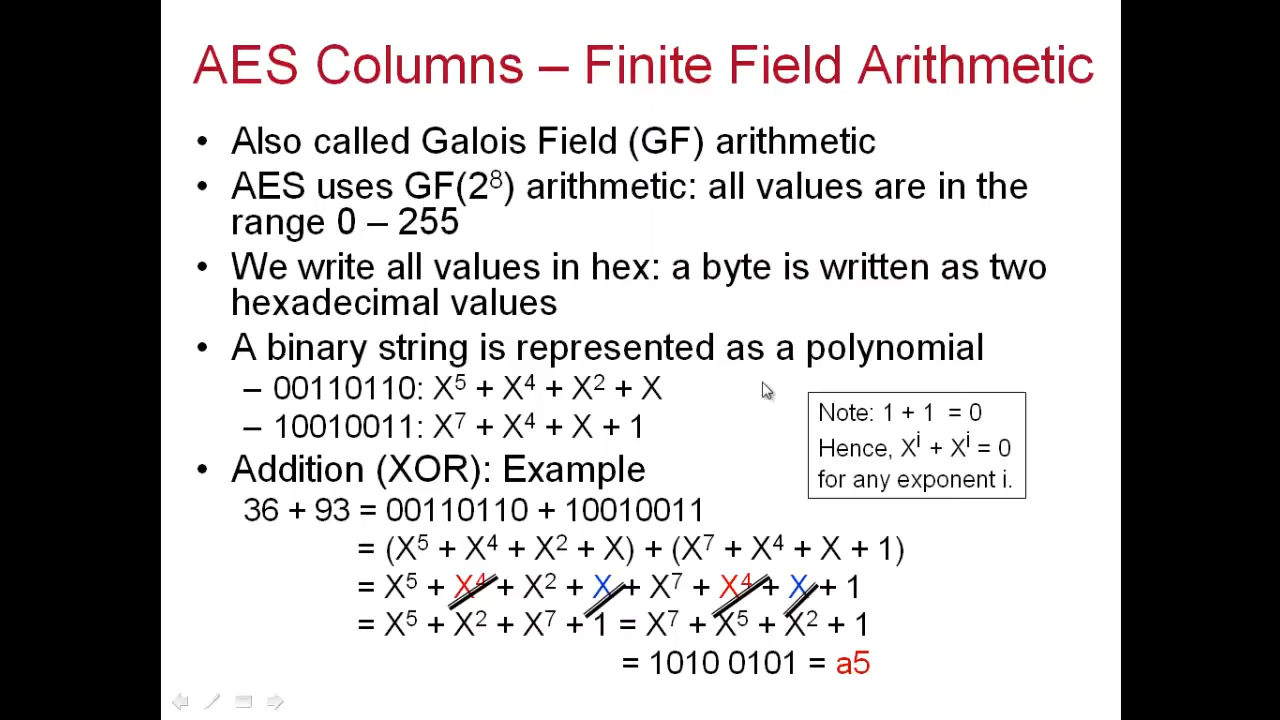 AES Columns – Finite Field Arithmetic
• Also called Galois Field (GF) arithmetic
• AES uses GF(2⁸) arithmetic: all values are in the
range 0 – 255
• We write all values in hex: a byte is written as two
hexadecimal values
• A binary string is represented as a polynomial
– 00110110: X⁵ + X⁴ + X² + X
– 10010011: X⁷ + X⁴ + X + 1
Note: 1 + 1 = 0
Hence, Xⁱ + Xⁱ = 0
for any exponent i.
• Addition (XOR): Example
36 + 93 = 00110110 + 10010011
= (X⁵ + X⁴ + X² + X) + (X⁷ + X⁴ + X + 1)
= X⁵ + X⁴ + X² + X + X⁷ + X⁴ + X + 1
= X⁵ + X² + X⁷ + 1 = X⁷ + X⁵ + X² + 1
= 1010 0101 = a5